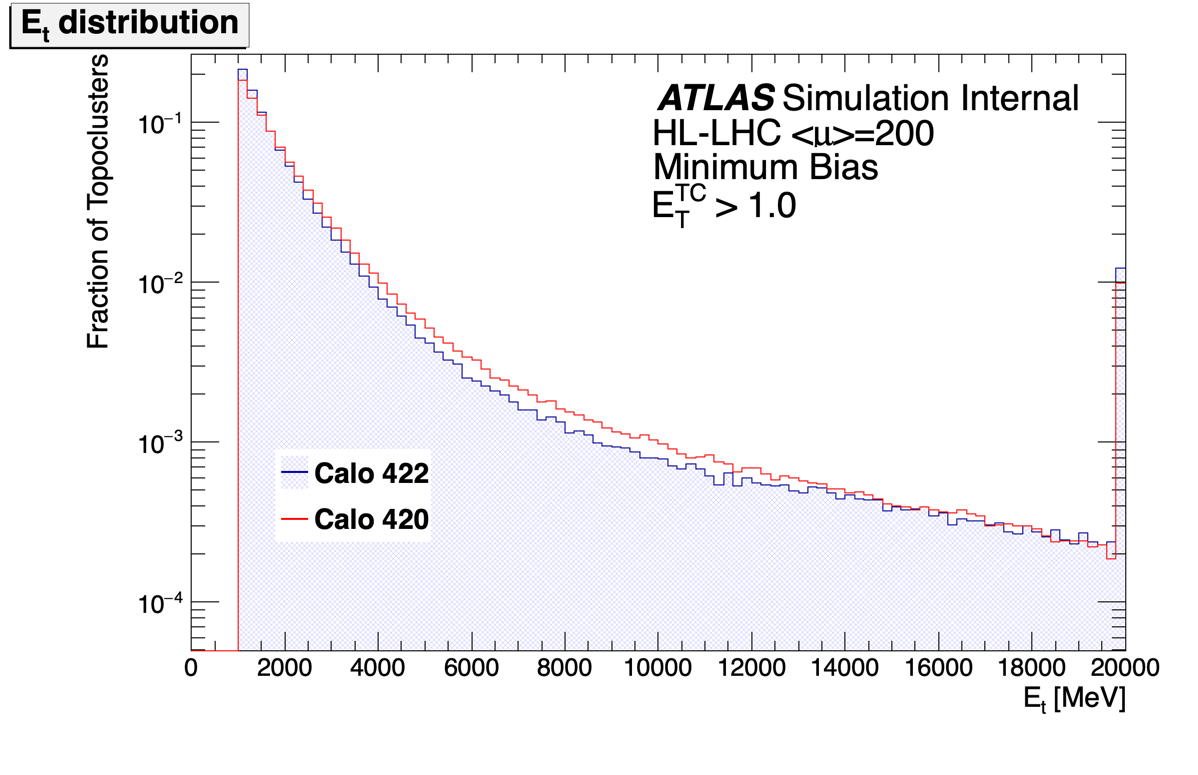 E_t distribution
Fraction of Topoclusters
ATLAS Simulation Internal
HL-LHC <μ>=200
Minimum Bias
E_T^TC > 1.0
10⁻¹
10⁻²
10⁻³
10⁻⁴
Calo 422
Calo 420
0 2000 4000 6000 8000 10000 12000 14000 16000 18000 20000
E_t [MeV]